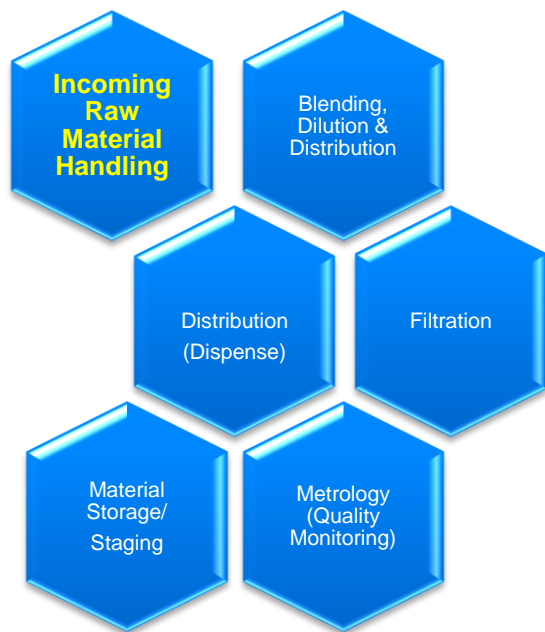 Incoming
Raw
Material
Handling
Blending,
Dilution &
Distribution
Distribution
(Dispense)
Filtration
Material
Storage/
Staging
Metrology
(Quality
Monitoring)